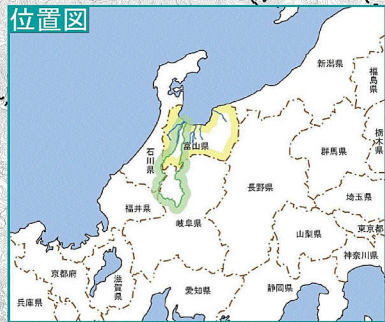 位置図
新潟県
福島県
栃木県
石川県
富山県
群馬県
長野県
福井県
岐阜県
埼玉県
東京都
山梨県
神奈川県
京都府
滋賀県
愛知県
静岡県
兵庫県